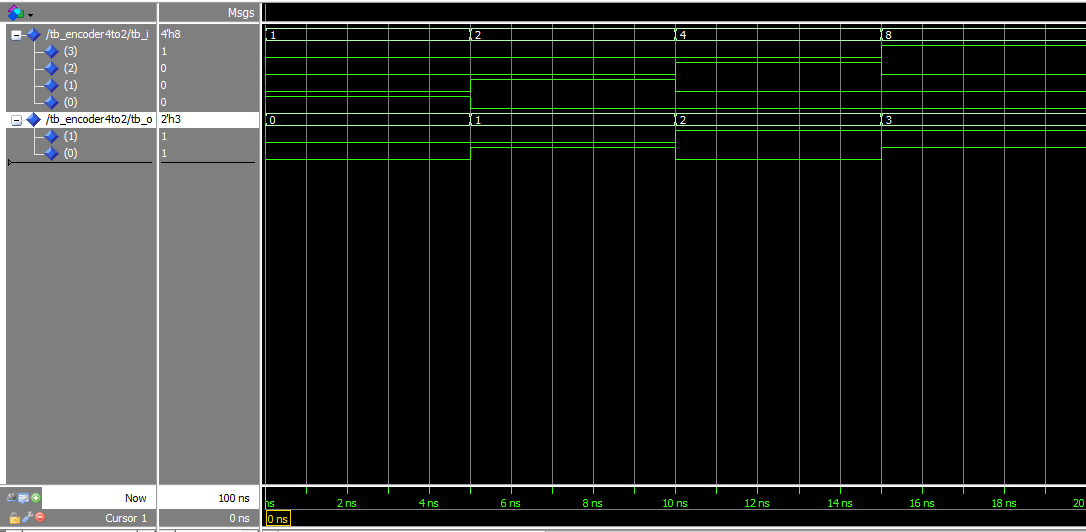 Msgs
/tb_encoder4to2/tb_i 4'h8 1 2 4 8
(3) 1
(2) 0
(1) 0
(0) 0
/tb_encoder4to2/tb_o 2'h3 0 1 2 3
(1) 1
(0) 1
Now 100 ns ns 2 ns 4 ns 6 ns 8 ns 10 ns 12 ns 14 ns 16 ns 18 ns 20
Cursor 1 0 ns 0 ns